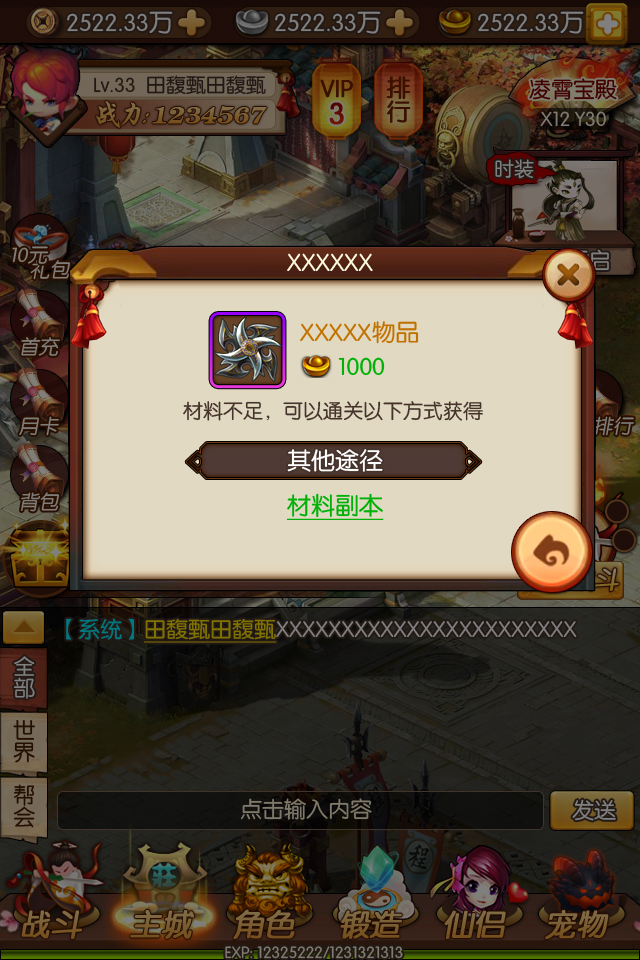 2522.33万 2522.33万 2522.33万
Lv.33 田馥甄田馥甄
战力:1234567
VIP
3
排
行
凌霄宝殿
X12 Y30
时装
10元
礼包
启
首充
月卡
排行
背包
斗
XXXXXX
XXXXX物品
1000
材料不足，可以通关以下方式获得
其他途径
材料副本
【系统】田馥甄田馥甄XXXXXXXXXXXXXXXXXXXXXXX
全
部
世
界
帮
会
点击输入内容
发送
莊
程
战斗 主城 角色 锻造 仙侣 宠物
EXP: 12325222/1231321313